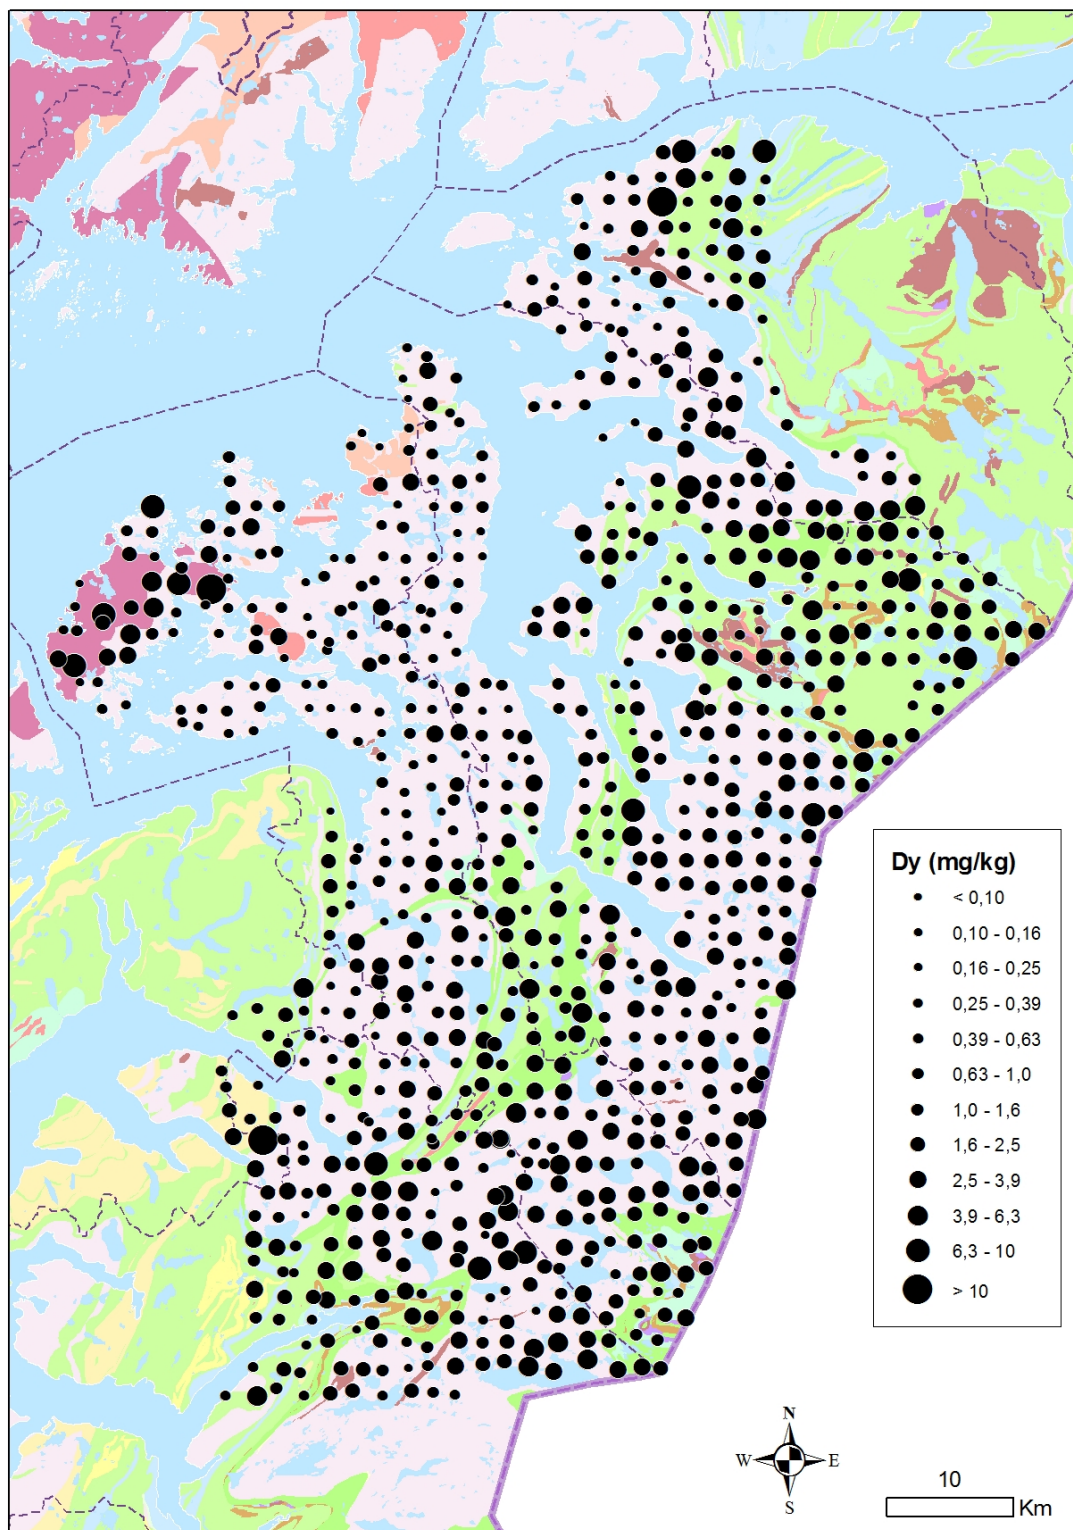 Dy (mg/kg)
< 0,10
0,10 - 0,16
0,16 - 0,25
0,25 - 0,39
0,39 - 0,63
0,63 - 1,0
1,0 - 1,6
1,6 - 2,5
2,5 - 3,9
3,9 - 6,3
6,3 - 10
> 10
N
W E
S
10
Km